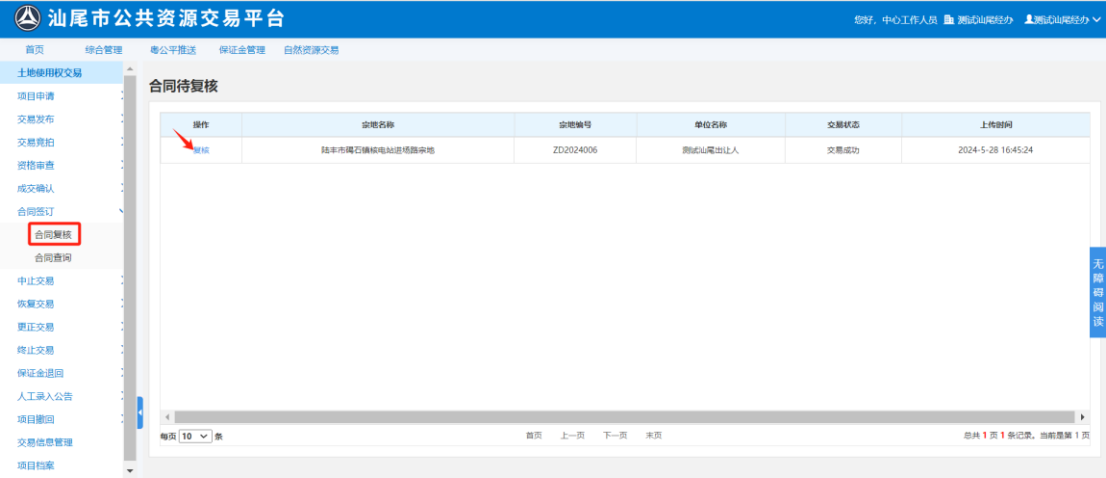 汕尾市公共资源交易平台
您好，中心工作人员 测试汕尾经办 测试汕尾经办
首页 综合管理 粤公平推送 保证金管理 自然资源交易
土地使用权交易
项目申请
交易发布
交易竞拍
资格审查
成交确认
合同签订
合同复核
合同查询
中止交易
恢复交易
更正交易
终止交易
保证金退回
人工录入公告
项目撤回
交易信息管理
项目档案
合同待复核
操作 宗地名称 宗地编号 单位名称 交易状态 上传时间
复核 陆丰市碣石镇核电站进场路宗地 ZD2024006 测试汕尾出让人 交易成功 2024-5-28 16:45:24
每页 10 条 首页 上一页 下一页 末页 总共 1 页 1 条记录。当前是第 1 页
无障碍阅读